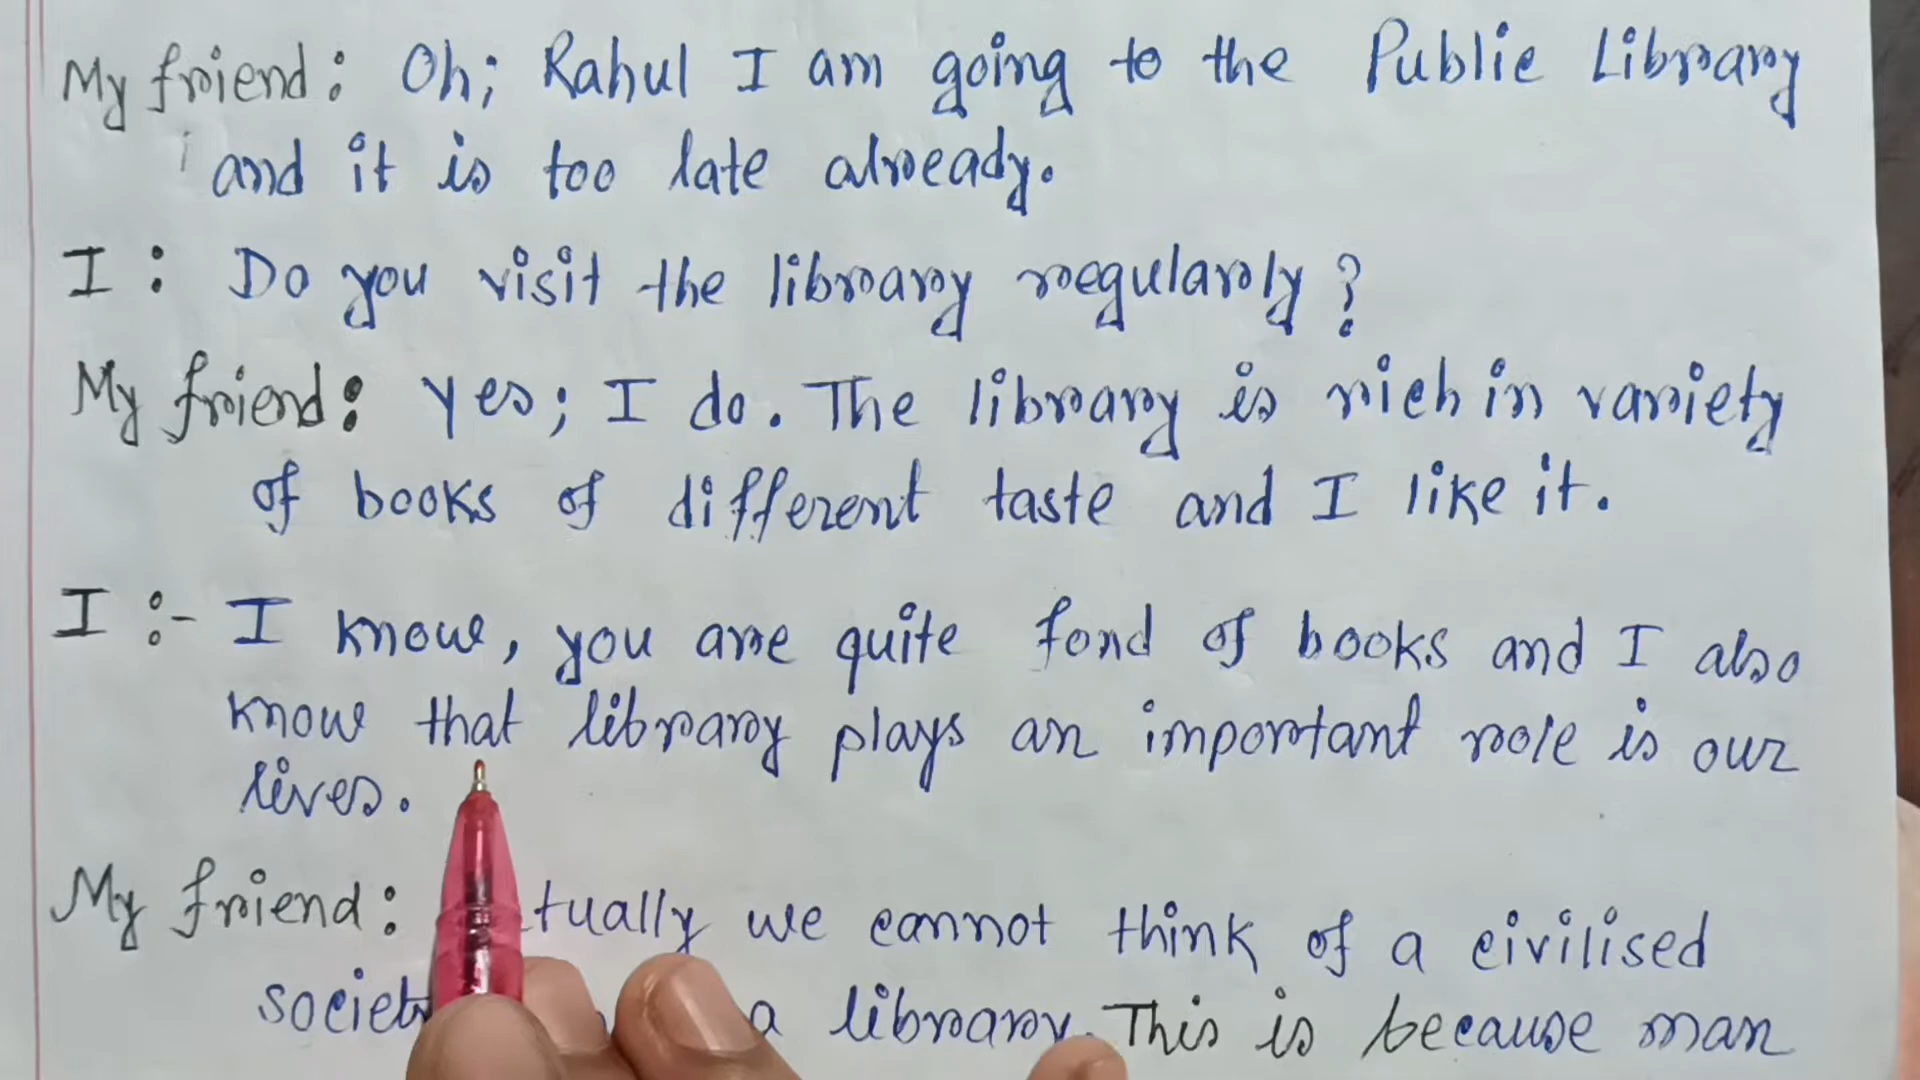 My friend: Oh; Rahul I am going to the Public Library
and it is too late already.
I : Do you visit the library regularly?
My friend: Yes; I do. The library is rich in variety
of books of different taste and I like it.
I :- I know, you are quite fond of books and I also
know that library plays an important role is our
lives.
My friend: tually we cannot think of a civilised
society a library. This is because man